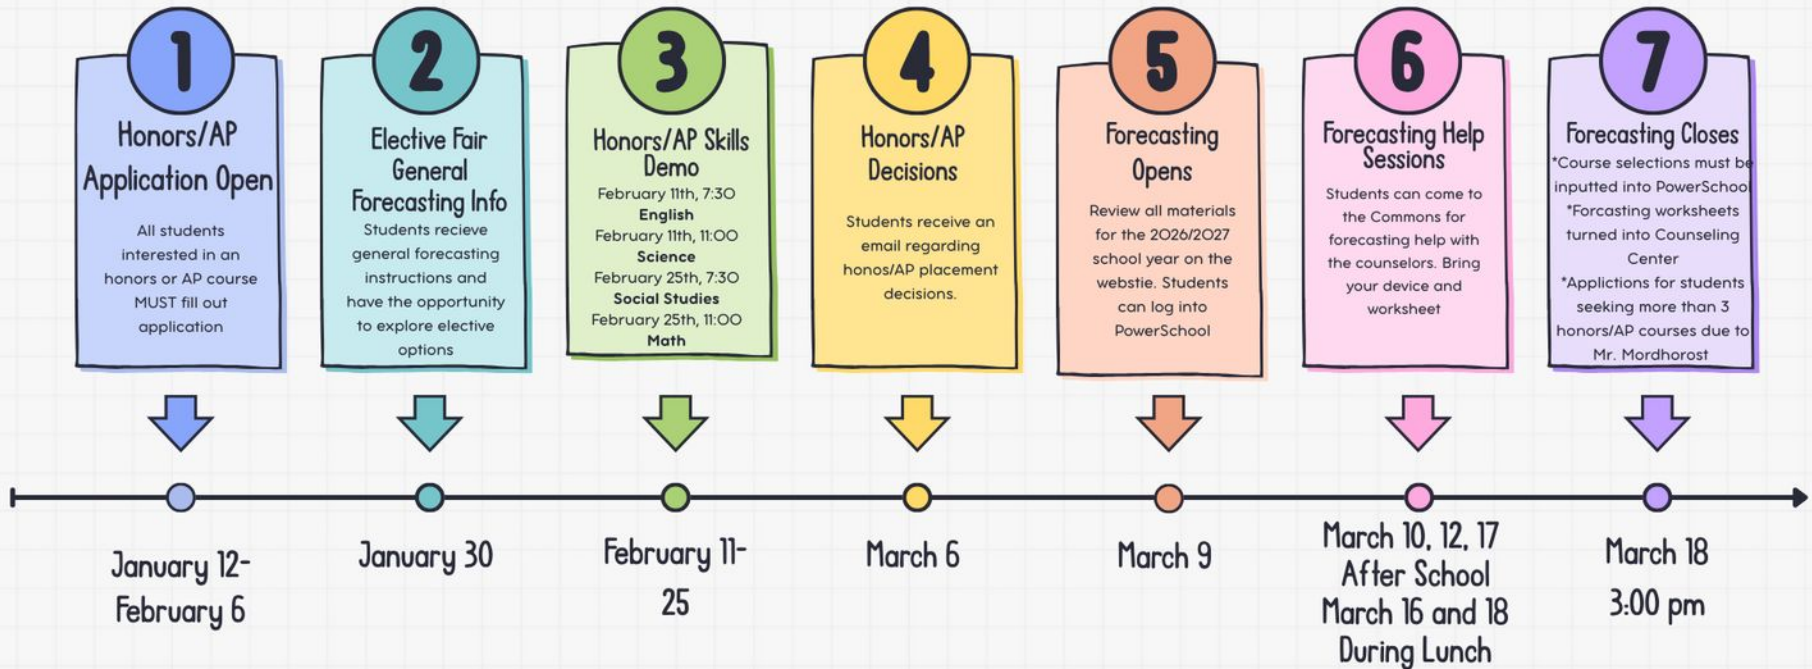 1
Honors/AP
Application Open
All students
interested in an
honors or AP course
MUST fill out
application
January 12-
February 6
2
Elective Fair
General
Forecasting Info
Students recieve
general forecasting
instructions and
have the opportunity
to explore elective
options
January 30
3
Honors/AP Skills
Demo
February 11th, 7:30
English
February 11th, 11:00
Science
February 25th, 7:30
Social Studies
February 25th, 11:00
Math
February 11-
25
4
Honors/AP
Decisions
Students receive an
email regarding
honos/AP placement
decisions.
March 6
5
Forecasting
Opens
Review all materials
for the 2026/2027
school year on the
webstie. Students
can log into
PowerSchool
March 9
6
Forecasting Help
Sessions
Students can come to
the Commons for
forecasting help with
the counselors. Bring
your device and
worksheet
March 10, 12, 17
After School
March 16 and 18
During Lunch
7
Forecasting Closes
*Course selections must be
inputted into PowerSchool
*Forcasting worksheets
turned into Counseling
Center
*Applictions for students
seeking more than 3
honors/AP courses due to
Mr. Mordhorost
March 18
3:00 pm